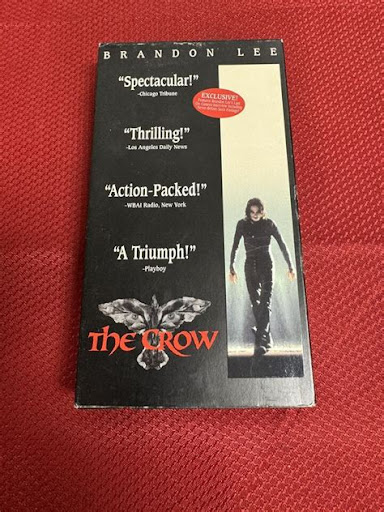 BRANDON LEE
“Spectacular!”
-Chicago Tribune
EXCLUSIVE!
“Thrilling!”
-Los Angeles Daily News
“Action-Packed!”
-WBAI Radio, New York
“A Triumph!”
-Playboy
THE CROW